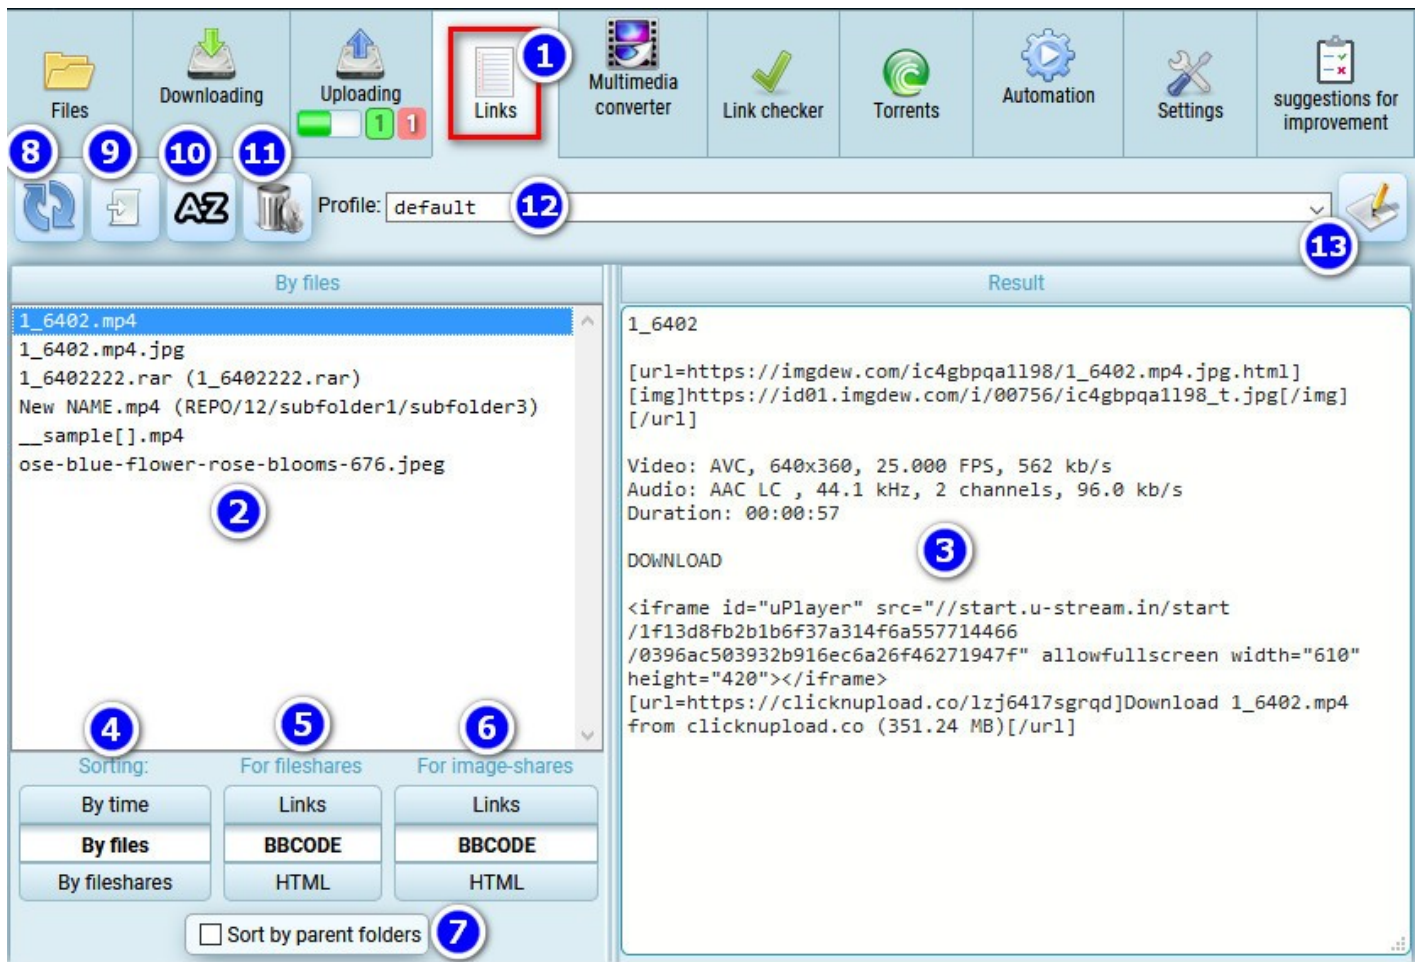 Files
Downloading
Uploading
1 1
Links
1
Multimedia
converter
Link checker
Torrents
Automation
Settings
suggestions for
improvement
8
9
10
11
AZ
Profile: default
12
13
By files
1_6402.mp4
1_6402.mp4.jpg
1_6402222.rar (1_6402222.rar)
New NAME.mp4 (REPO/12/subfolder1/subfolder3)
__sample[].mp4
ose-blue-flower-rose-blooms-676.jpeg
2
4
5
6
Sorting:
For fileshares
For image-shares
By time
Links
Links
By files
BBCODE
BBCODE
By fileshares
HTML
HTML
Sort by parent folders
7
Result
1_6402
[url=https://imgdew.com/ic4gbpqa1l98/1_6402.mp4.jpg.html]
[img]https://id01.imgdew.com/i/00756/ic4gbpqa1l98_t.jpg[/img]
[/url]
Video: AVC, 640x360, 25.000 FPS, 562 kb/s
Audio: AAC LC , 44.1 kHz, 2 channels, 96.0 kb/s
Duration: 00:00:57
3
DOWNLOAD
<iframe id="uPlayer" src="//start.u-stream.in/start
/1f13d8fb2b1b6f37a314f6a557714466
/0396ac503932b916ec6a26f46271947f" allowfullscreen width="610"
height="420"></iframe>
[url=https://clicknupload.co/lzj6417sgrqd]Download 1_6402.mp4
from clicknupload.co (351.24 MB)[/url]